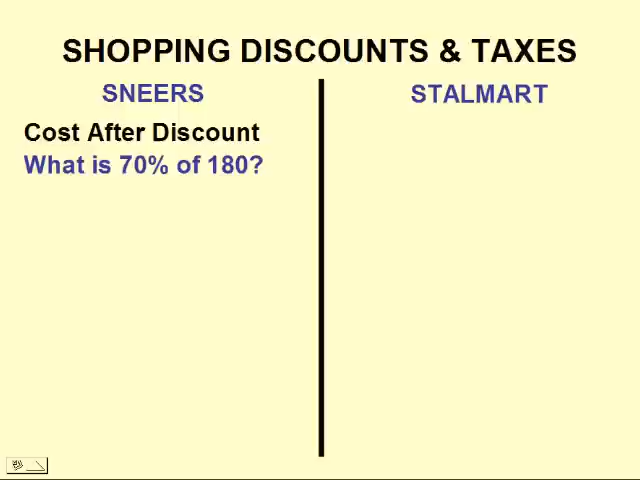 SHOPPING DISCOUNTS & TAXES
SNEERS
STALMART
Cost After Discount
What is 70% of 180?